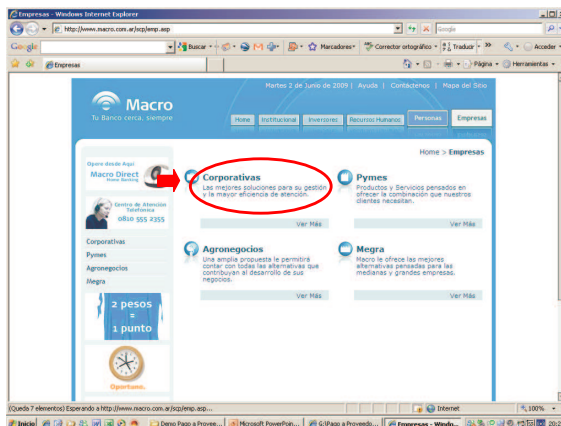 Empresas - Windows Internet Explorer
http://www.macro.com.ar/scp/emp.asp
Google
Google
Buscar
Marcadores
Corrector ortográfico
Traducir
Acceder
Empresas
Página
Herramientas
Martes 2 de Junio de 2009 | Ayuda | Contáctenos | Mapa del Sitio
Macro
Tu Banco cerca, siempre
Home
Institucional
Inversores
Recursos Humanos
Personas
Empresas
Home > Empresas
Opere desde Aquí
Macro Direct
Home Banking
Centro de Atención
Telefónica
0810 555 2355
Corporativas
Pymes
Agronegocios
Megra
2 pesos
=
1 punto
Corporativas
Las mejores soluciones para su gestión
y la mayor eficiencia de atención.
Ver Más
Pymes
Productos y Servicios pensados en
ofrecer la combinación que nuestros
clientes necesitan.
Ver Más
Agronegocios
Una amplia propuesta le permitirá
contar con todas las alternativas que
contribuyan al desarrollo de sus
negocios.
Ver Más
Megra
Macro le ofrece las mejores
alternativas pensadas para las
medianas y grandes empresas.
Ver Más
(Queda 7 elementos) Esperando a http://www.macro.com.ar/scp/emp.asp...
Internet
100%
Inicio
Demo Pago a Provee...
Microsoft PowerPoin...
G:\Pago a Proveedo...
Empresas - Windo...